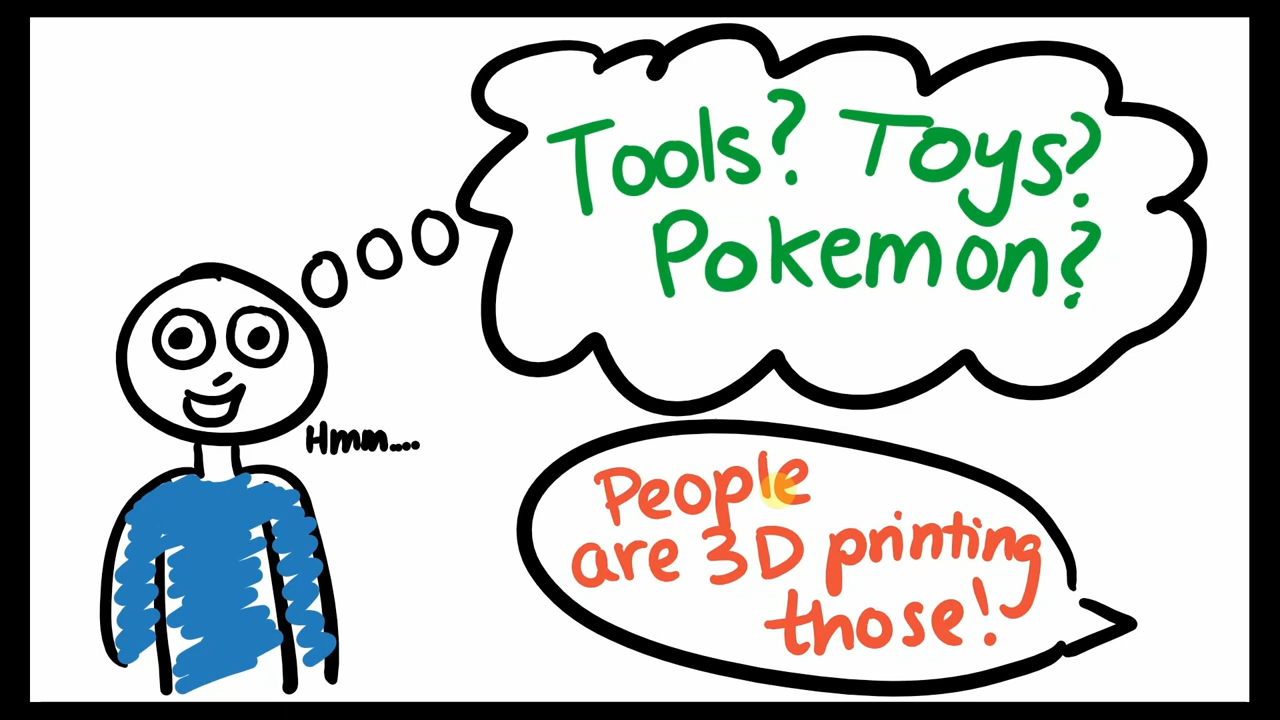 Tools? Toys?
Pokemon?
Hmm....
People
are 3D printing
those!